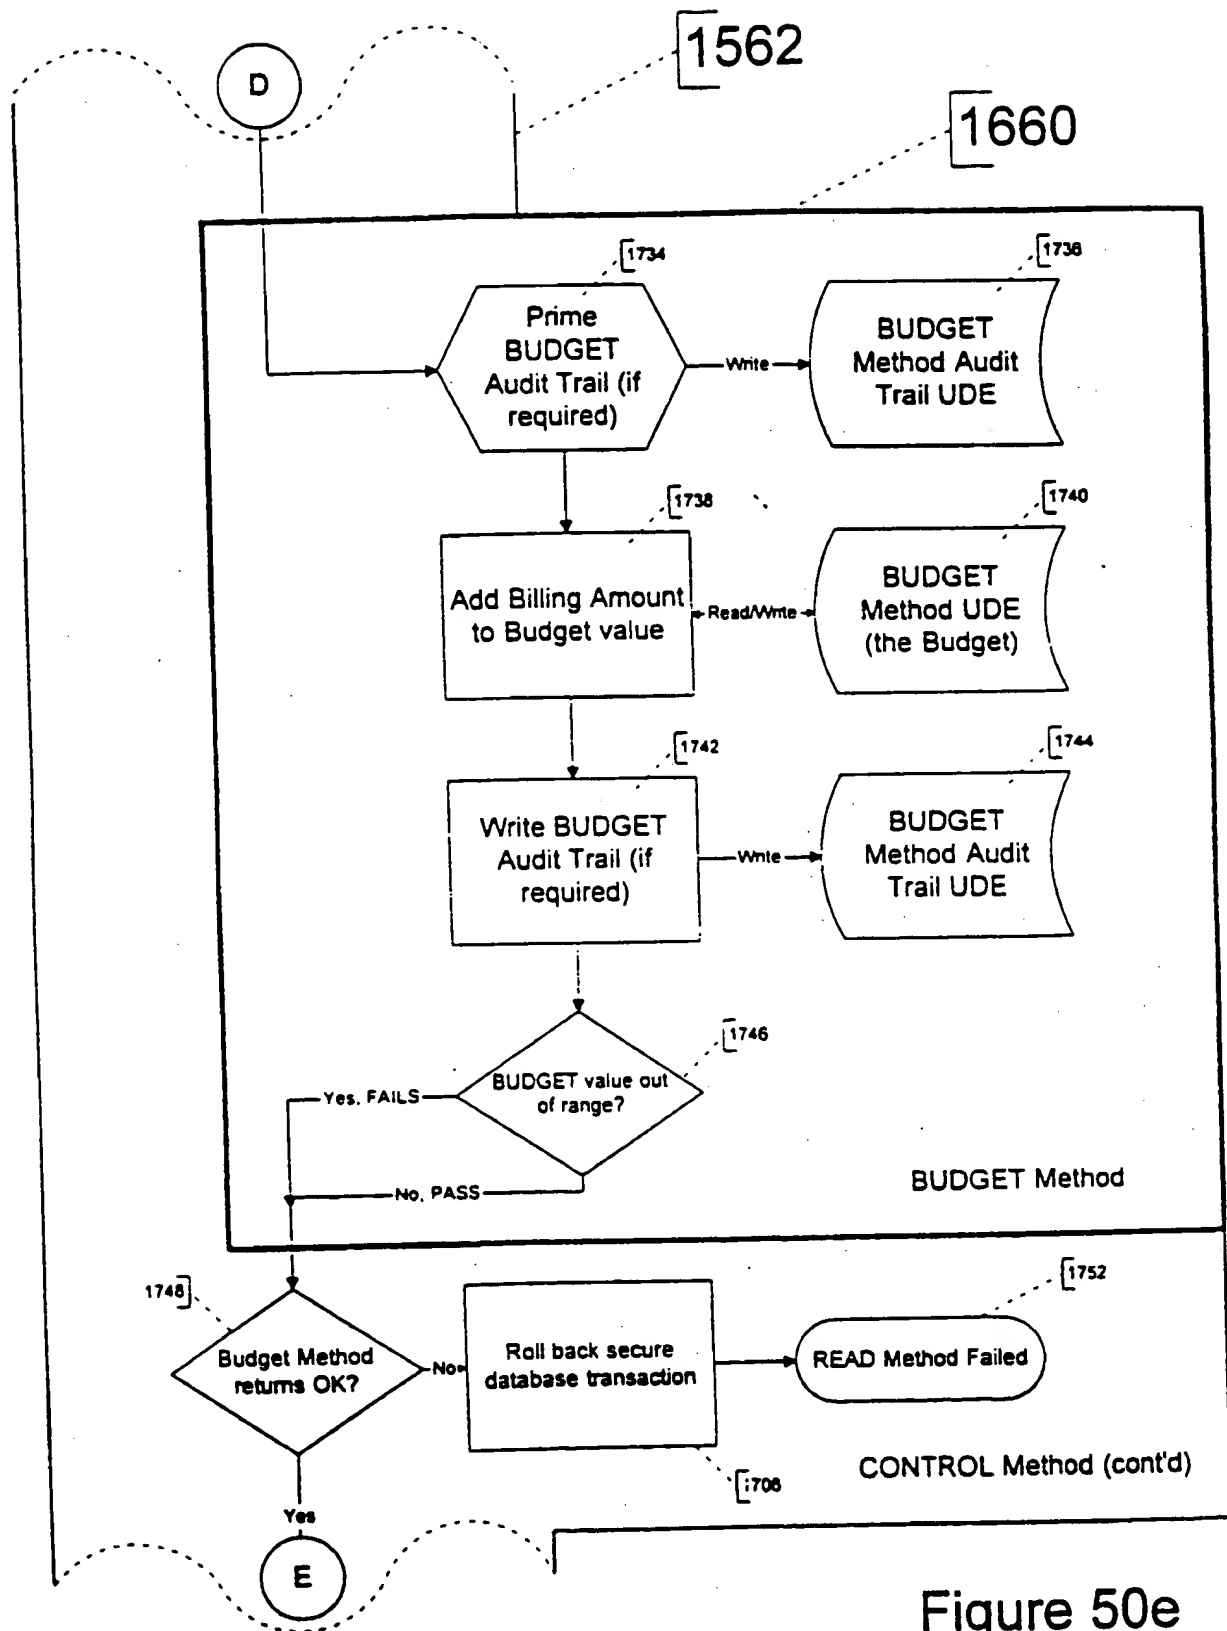 1562
D
1660
1734
1736
Prime
BUDGET
Audit Trail (if
required)
Write
BUDGET
Method Audit
Trail UDE
1738
1740
Add Billing Amount
to Budget value
Read/Write
BUDGET
Method UDE
(the Budget)
1742
1744
Write BUDGET
Audit Trail (if
required)
Write
BUDGET
Method Audit
Trail UDE
1746
BUDGET value out
of range?
Yes, FAILS
No, PASS
BUDGET Method
1748
1752
Budget Method
returns OK?
No
Roll back secure
database transaction
READ Method Failed
CONTROL Method (cont'd)
Yes
E
Figure 50e